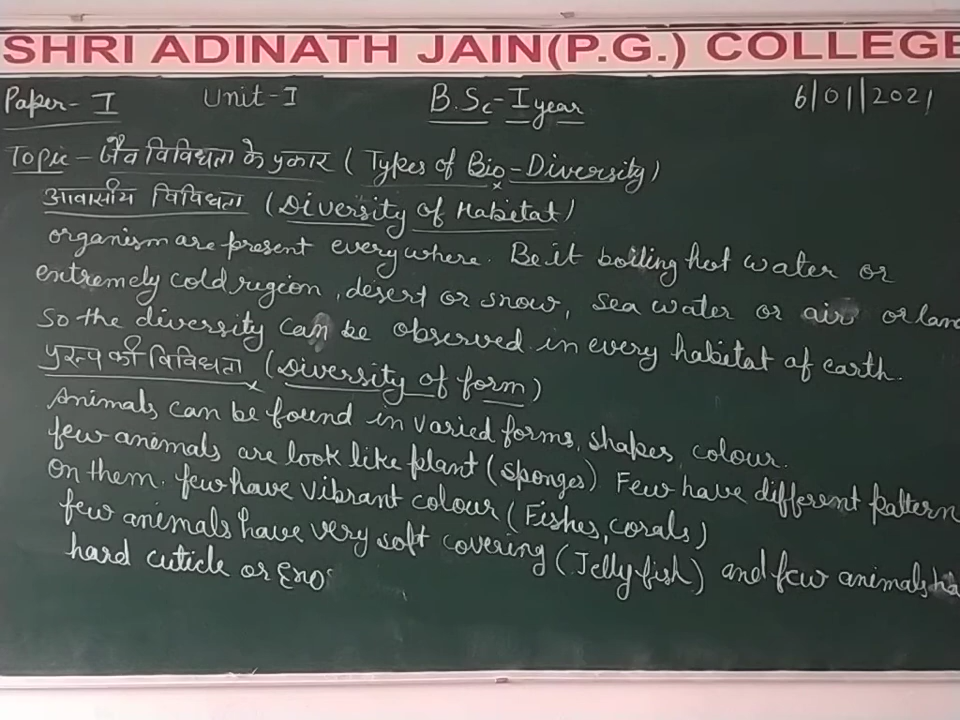 SHRI ADINATH JAIN(P.G.) COLLEGE
Paper- I Unit-I B.Sc-I year 6/01/2021
Topic - जैव विविधता के प्रकार (Types of Bio-Diversity)
आवासीय विविधता (Diversity of Habitat)
organism are present everywhere. Be it boiling hot water or
extremely cold region, desert or snow, sea water or air or land
so the diversity can be observed in every habitat of earth.
की विविधता (Diversity of form)
Animals can be found in varied forms, shapes, colour.
few animals are look like plant (sponges) Few have different pattern
on them. few have vibrant colour (Fishes, corals)
few animals have very soft covering (Jelly fish) and few animals ha
hard cuticle or Exo